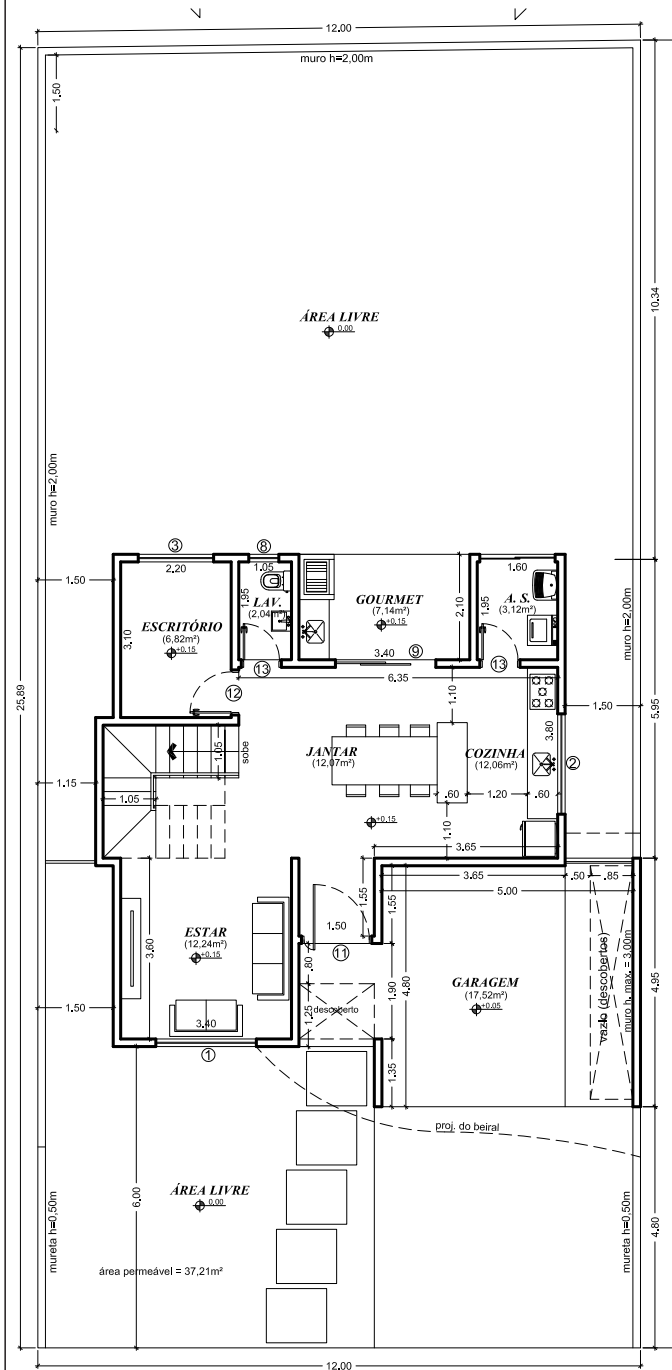 12.00
muro h=2,00m
1.50
ÁREA LIVRE
0.00
10.34
muro h=2,00m
3
8
2.20
1.05
1.60
1.50
1.95
LAV.
(2,04m²)
GOURMET
(7,14m²)
+0.15
2.10
1.95
A. S.
(3,12m²)
muro h=2,00m
ESCRITÓRIO
(6,82m²)
+0.15
3.10
3.40
9
13
13
6.35
12
1.10
1.50
25.89
5.95
sobe
1.05
JANTAR
(12,07m²)
COZINHA
(12,06m²)
3.80
2
1.15
1.05
.60
1.20
.60
+0.15
1.10
3.65
3.65
.50
.85
5.00
1.55
1.55
1.50
3.60
ESTAR
(12,24m²)
+0.15
11
.80
1.90
4.80
GARAGEM
(17,52m²)
+0.05
vazio (descobertos)
muro h. max. = 3,00m
4.95
1.50
descoberto
1.25
3.40
1
1.35
proj. do beiral
ÁREA LIVRE
0.00
6.00
mureta h=0,50m
mureta h=0,50m
4.80
área permeável = 37,21m²
12.00